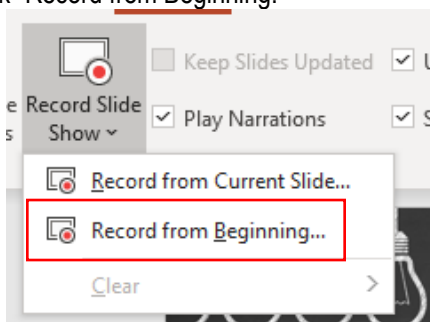 Record from Beginning.
Keep Slides Updated
Record Slide
Show
Play Narrations
Record from Current Slide...
Record from Beginning...
Clear